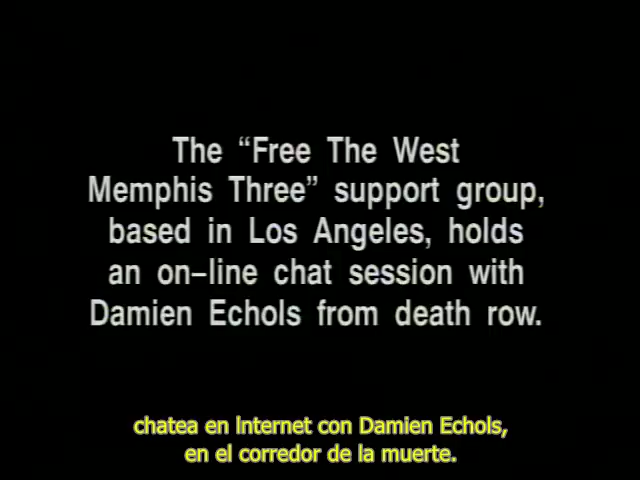 The “Free The West
Memphis Three” support group,
based in Los Angeles, holds
an on–line chat session with
Damien Echols from death row.
chatea en Internet con Damien Echols,
en el corredor de la muerte.